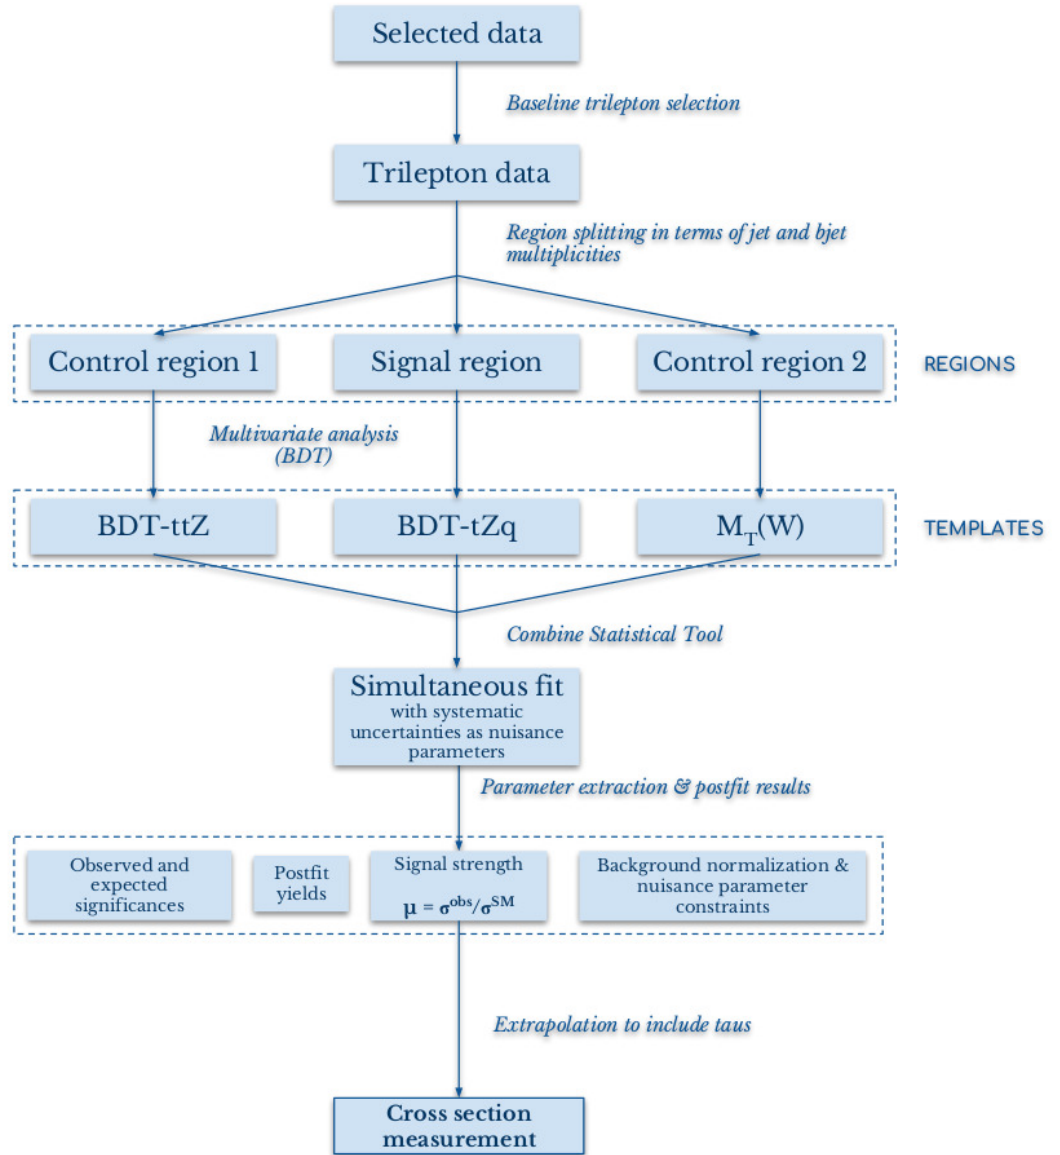 Selected data
Baseline trilepton selection
Trilepton data
Region splitting in terms of jet and bjet
multiplicities
Control region 1
Signal region
Control region 2
REGIONS
Multivariate analysis
(BDT)
BDT-ttZ
BDT-tZq
M_T(W)
TEMPLATES
Combine Statistical Tool
Simultaneous fit
with systematic
uncertainties as nuisance
parameters
Parameter extraction & postfit results
Observed and
expected
significances
Postfit
yields
Signal strength
μ = σ^obs/σ^SM
Background normalization &
nuisance parameter
constraints
Extrapolation to include taus
Cross section
measurement